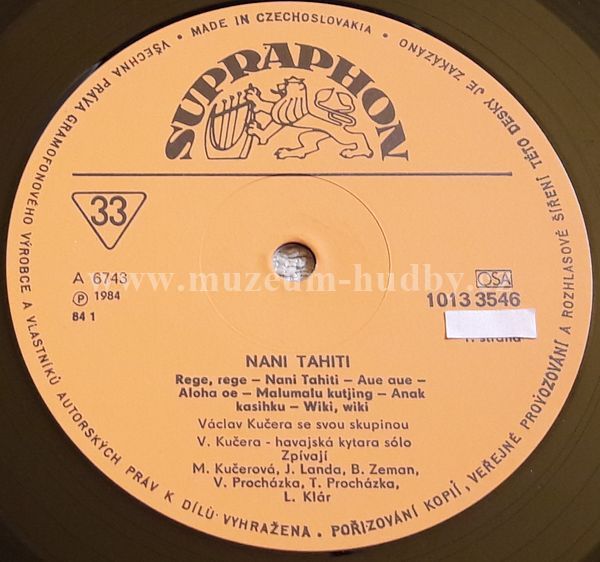 MADE IN CZECHOSLOVAKIA • VŠECHNA PRÁVA GRAMOFONOVÉHO VÝROBCE A VLASTNÍKŮ AUTORSKÝCH PRÁV K DÍLŮ VYHRAŽENA. • POŘIZOVÁNÍ KOPIÍ, VEŘEJNÉ PROVOZOVÁNÍ A ROZHLASOVÉ ŠÍŘENÍ TÉTO DESKY JE ZAKÁZÁNO •
SUPRAPHON
33
A 6743
Ⓟ 1984
84 1
OSA
1013 3546
www.muzeum-hudby.
NANI TAHITI
Rege, rege – Nani Tahiti – Aue aue –
Aloha oe – Malumalu kutjing – Anak
kasihku – Wiki, wiki
Václav Kučera se svou skupinou
V. Kučera – havajská kytara sólo
Zpívají
M. Kučerová, J. Landa, B. Zeman,
V. Procházka, T. Procházka,
L. Klár